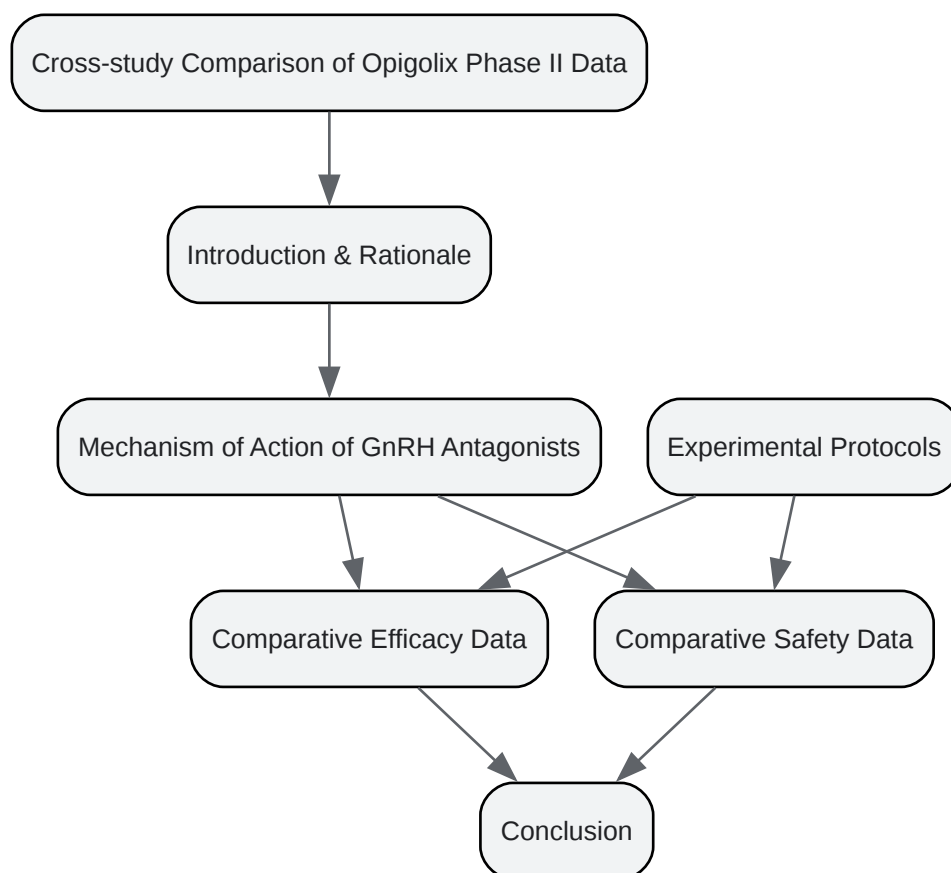 Cross-study Comparison of Opigolix Phase II Data
Introduction & Rationale
Mechanism of Action of GnRH Antagonists
Experimental Protocols
Comparative Efficacy Data
Comparative Safety Data
Conclusion